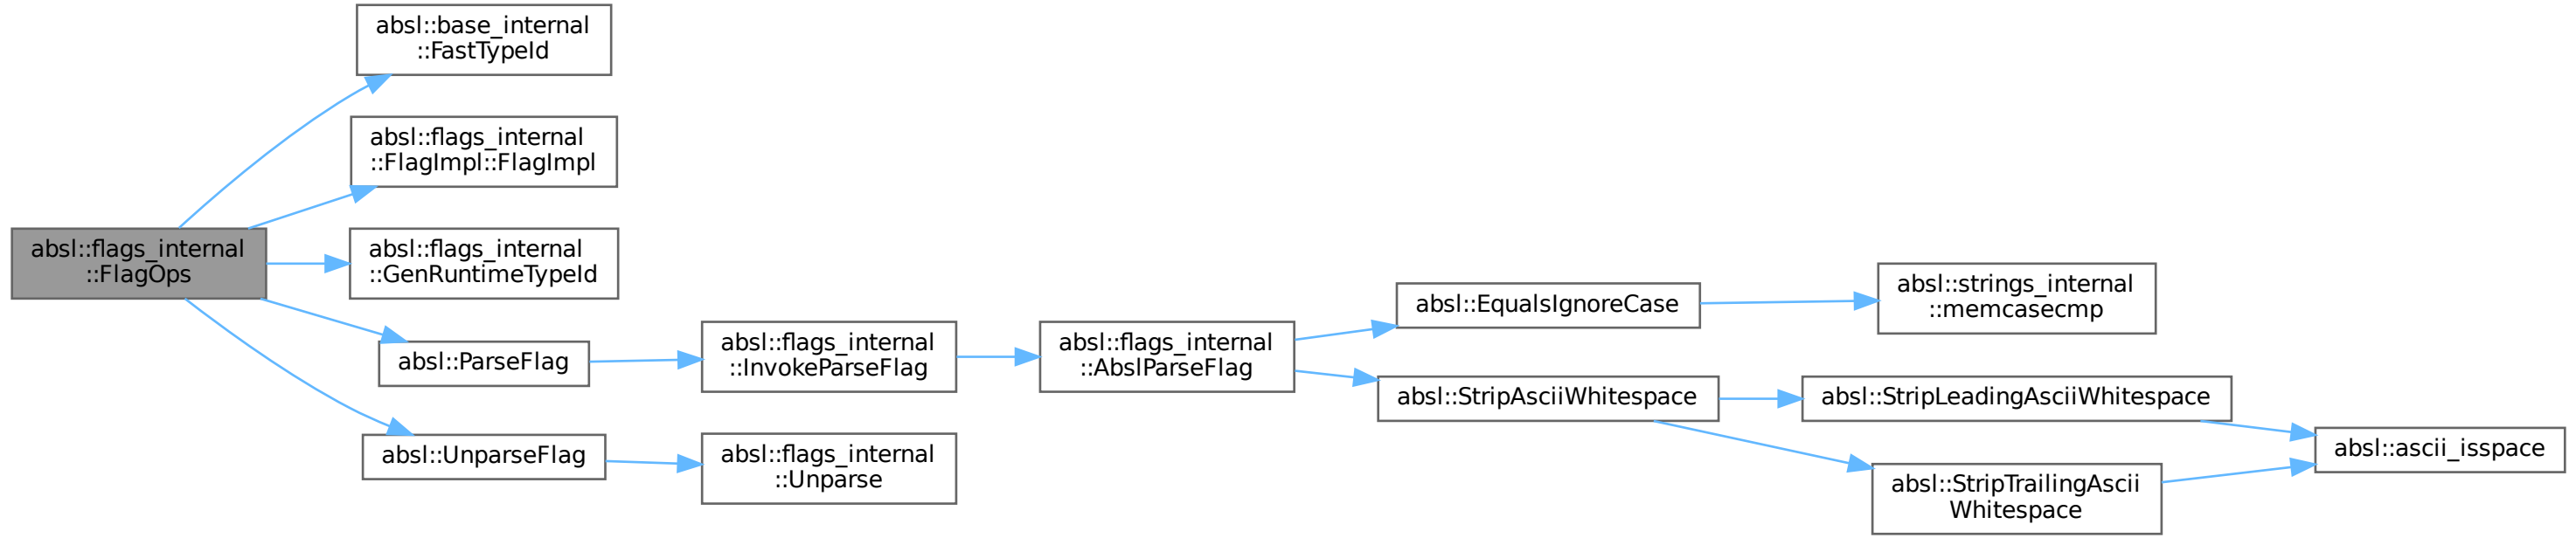 absl::base_internal
::FastTypeId
absl::flags_internal
::FlagImpl::FlagImpl
absl::flags_internal
::FlagOps
absl::flags_internal
::GenRuntimeTypeId
absl::ParseFlag
absl::flags_internal
::InvokeParseFlag
absl::flags_internal
::AbslParseFlag
absl::EqualsIgnoreCase
absl::strings_internal
::memcasecmp
absl::StripAsciiWhitespace
absl::StripLeadingAsciiWhitespace
absl::StripTrailingAscii
Whitespace
absl::ascii_isspace
absl::UnparseFlag
absl::flags_internal
::Unparse